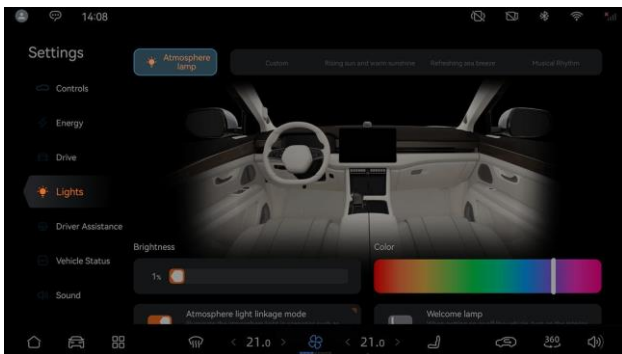 14:08
Settings
Atmosphere
lamp
Custom
Rising sun and warm sunshine
Refreshing sea breeze
Musical Rhythm
Controls
Energy
Drive
Lights
Driver Assistance
Vehicle Status
Sound
Brightness
Color
1%
Atmosphere light linkage mode
Welcome lamp
21.0
21.0
360